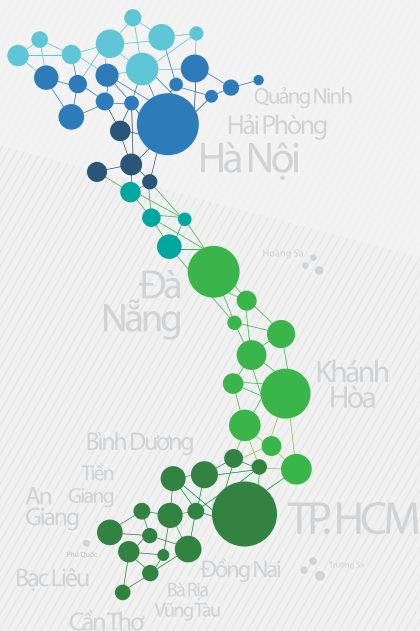 Quảng Ninh
Hải Phòng
Hà Nội
Hoàng Sa
Đà
Nẵng
Khánh
Hòa
Bình Dương
Tiền
Giang
An
Giang
TP. HCM
Phú Quốc
Bạc Liêu
Đồng Nai
Trường Sa
Bà Rịa
Vũng Tàu
Cần Thơ